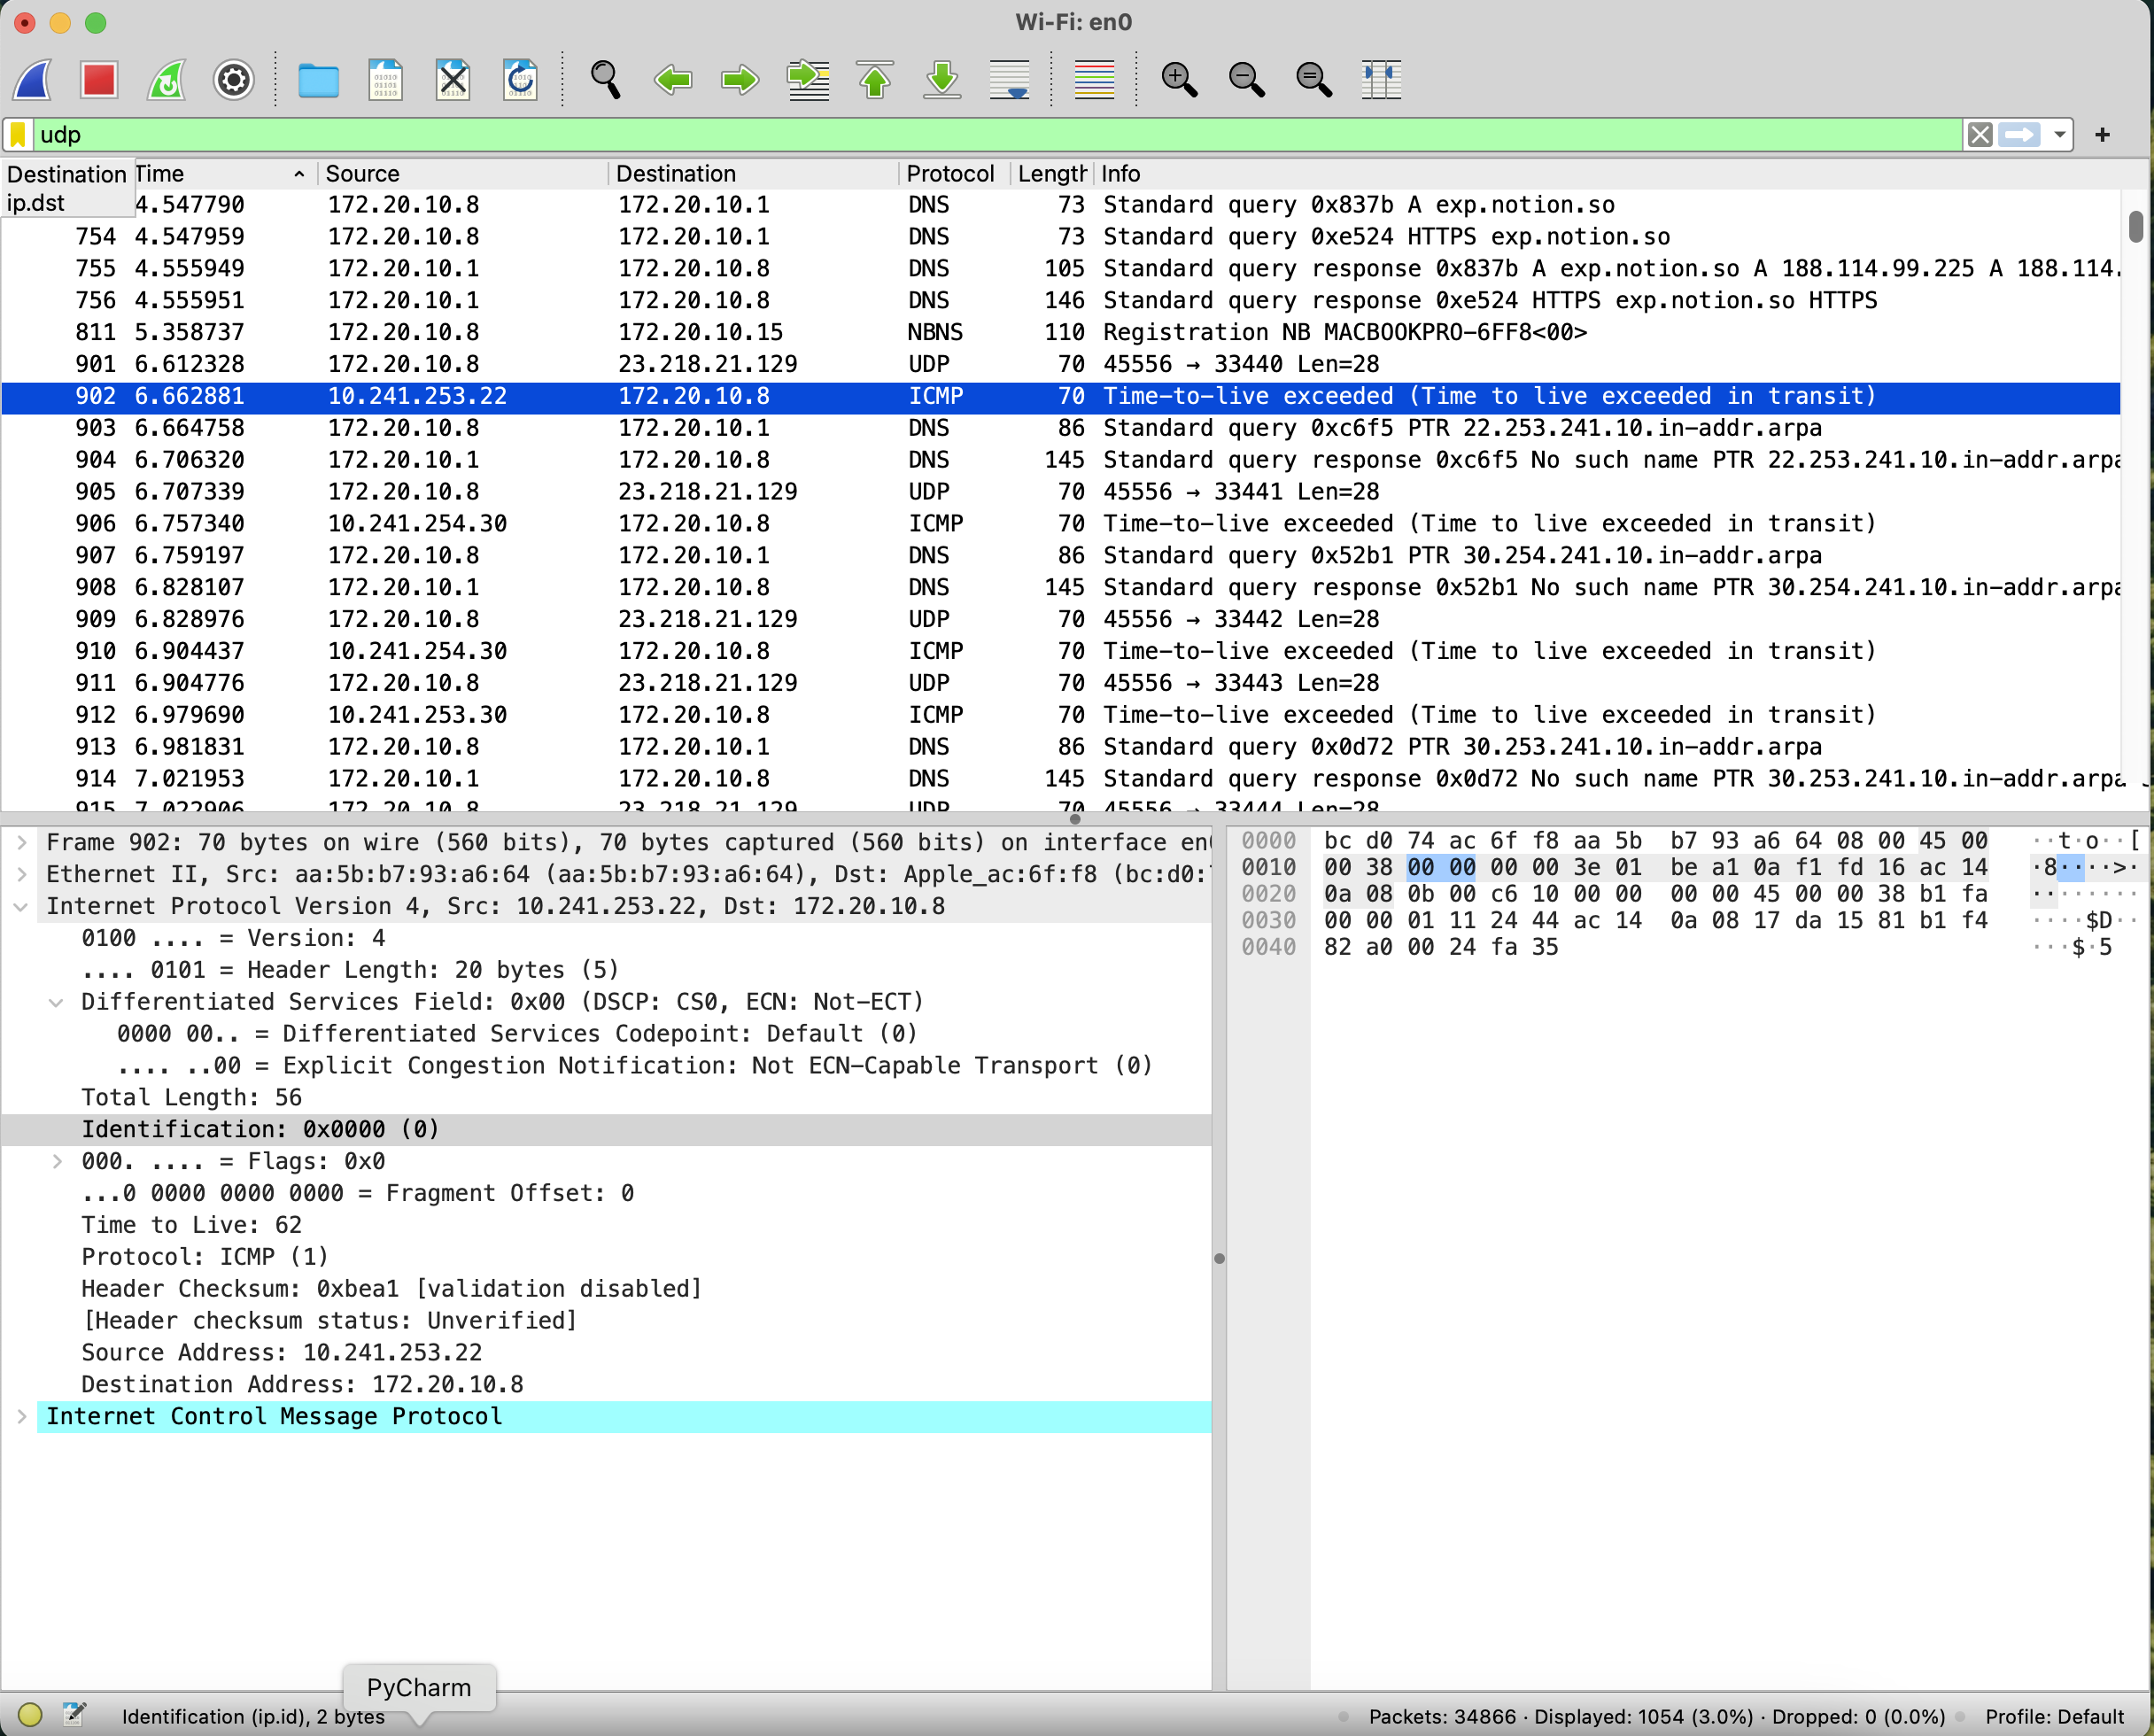 Wi-Fi: en0
udp
+
Destination Time Source Destination Protocol Length Info
ip.dst 4.547790 172.20.10.8 172.20.10.1 DNS 73 Standard query 0x837b A exp.notion.so
754 4.547959 172.20.10.8 172.20.10.1 DNS 73 Standard query 0xe524 HTTPS exp.notion.so
755 4.555949 172.20.10.1 172.20.10.8 DNS 105 Standard query response 0x837b A exp.notion.so A 188.114.99.225 A 188.114.
756 4.555951 172.20.10.1 172.20.10.8 DNS 146 Standard query response 0xe524 HTTPS exp.notion.so HTTPS
811 5.358737 172.20.10.8 172.20.10.15 NBNS 110 Registration NB MACBOOKPRO-6FF8<00>
901 6.612328 172.20.10.8 23.218.21.129 UDP 70 45556 → 33440 Len=28
902 6.662881 10.241.253.22 172.20.10.8 ICMP 70 Time-to-live exceeded (Time to live exceeded in transit)
903 6.664758 172.20.10.8 172.20.10.1 DNS 86 Standard query 0xc6f5 PTR 22.253.241.10.in-addr.arpa
904 6.706320 172.20.10.1 172.20.10.8 DNS 145 Standard query response 0xc6f5 No such name PTR 22.253.241.10.in-addr.arpa
905 6.707339 172.20.10.8 23.218.21.129 UDP 70 45556 → 33441 Len=28
906 6.757340 10.241.254.30 172.20.10.8 ICMP 70 Time-to-live exceeded (Time to live exceeded in transit)
907 6.759197 172.20.10.8 172.20.10.1 DNS 86 Standard query 0x52b1 PTR 30.254.241.10.in-addr.arpa
908 6.828107 172.20.10.1 172.20.10.8 DNS 145 Standard query response 0x52b1 No such name PTR 30.254.241.10.in-addr.arpa
909 6.828976 172.20.10.8 23.218.21.129 UDP 70 45556 → 33442 Len=28
910 6.904437 10.241.254.30 172.20.10.8 ICMP 70 Time-to-live exceeded (Time to live exceeded in transit)
911 6.904776 172.20.10.8 23.218.21.129 UDP 70 45556 → 33443 Len=28
912 6.979690 10.241.253.30 172.20.10.8 ICMP 70 Time-to-live exceeded (Time to live exceeded in transit)
913 6.981831 172.20.10.8 172.20.10.1 DNS 86 Standard query 0x0d72 PTR 30.253.241.10.in-addr.arpa
914 7.021953 172.20.10.1 172.20.10.8 DNS 145 Standard query response 0x0d72 No such name PTR 30.253.241.10.in-addr.arpa
915 7.022906 172.20.10.8 23.218.21.129 UDP 70 45556 → 33444 Len=28
Frame 902: 70 bytes on wire (560 bits), 70 bytes captured (560 bits) on interface en0
Ethernet II, Src: aa:5b:b7:93:a6:64 (aa:5b:b7:93:a6:64), Dst: Apple_ac:6f:f8 (bc:d0:
Internet Protocol Version 4, Src: 10.241.253.22, Dst: 172.20.10.8
0100 .... = Version: 4
.... 0101 = Header Length: 20 bytes (5)
Differentiated Services Field: 0x00 (DSCP: CS0, ECN: Not-ECT)
0000 00.. = Differentiated Services Codepoint: Default (0)
.... ..00 = Explicit Congestion Notification: Not ECN-Capable Transport (0)
Total Length: 56
Identification: 0x0000 (0)
000. .... = Flags: 0x0
...0 0000 0000 0000 = Fragment Offset: 0
Time to Live: 62
Protocol: ICMP (1)
Header Checksum: 0xbea1 [validation disabled]
[Header checksum status: Unverified]
Source Address: 10.241.253.22
Destination Address: 172.20.10.8
Internet Control Message Protocol
0000 bc d0 74 ac 6f f8 aa 5b b7 93 a6 64 08 00 45 00 ··t·o··[
0010 00 38 00 00 00 00 3e 01 be a1 0a f1 fd 16 ac 14 ·8····>·
0020 0a 08 0b 00 c6 10 00 00 00 00 45 00 00 38 b1 fa ········
0030 00 00 01 11 24 44 ac 14 0a 08 17 da 15 81 b1 f4 ····$D··
0040 82 a0 00 24 fa 35 ···$·5
PyCharm
Identification (ip.id), 2 bytes Packets: 34866 · Displayed: 1054 (3.0%) · Dropped: 0 (0.0%) Profile: Default